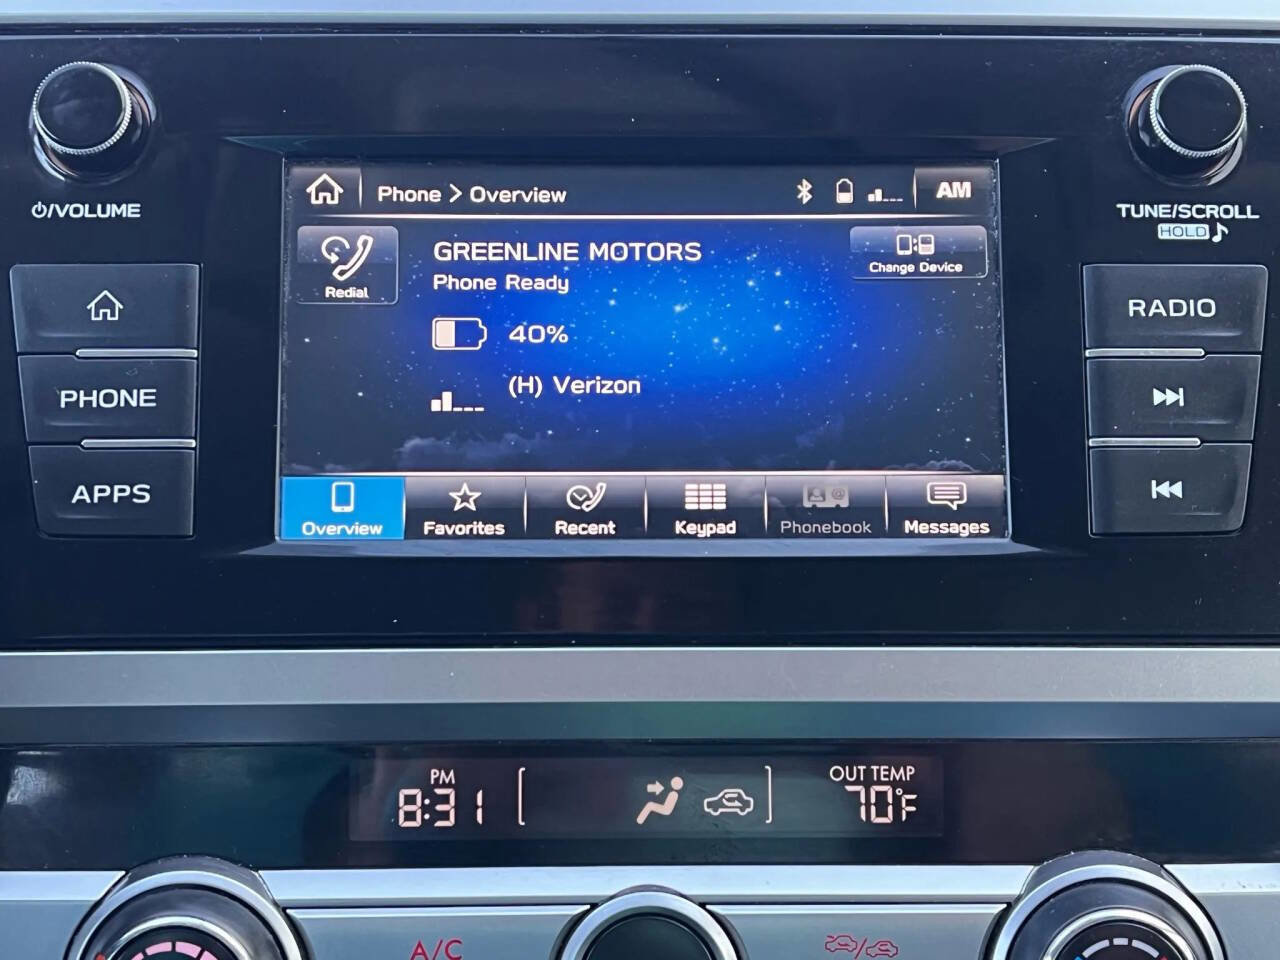 ⏻/VOLUME
Phone > Overview
AM
TUNE/SCROLL
HOLD
Redial
GREENLINE MOTORS
Phone Ready
Change Device
40%
(H) Verizon
PHONE
APPS
RADIO
Overview
Favorites
Recent
Keypad
Phonebook
Messages
PM
8:31
OUT TEMP
70°F
A/C